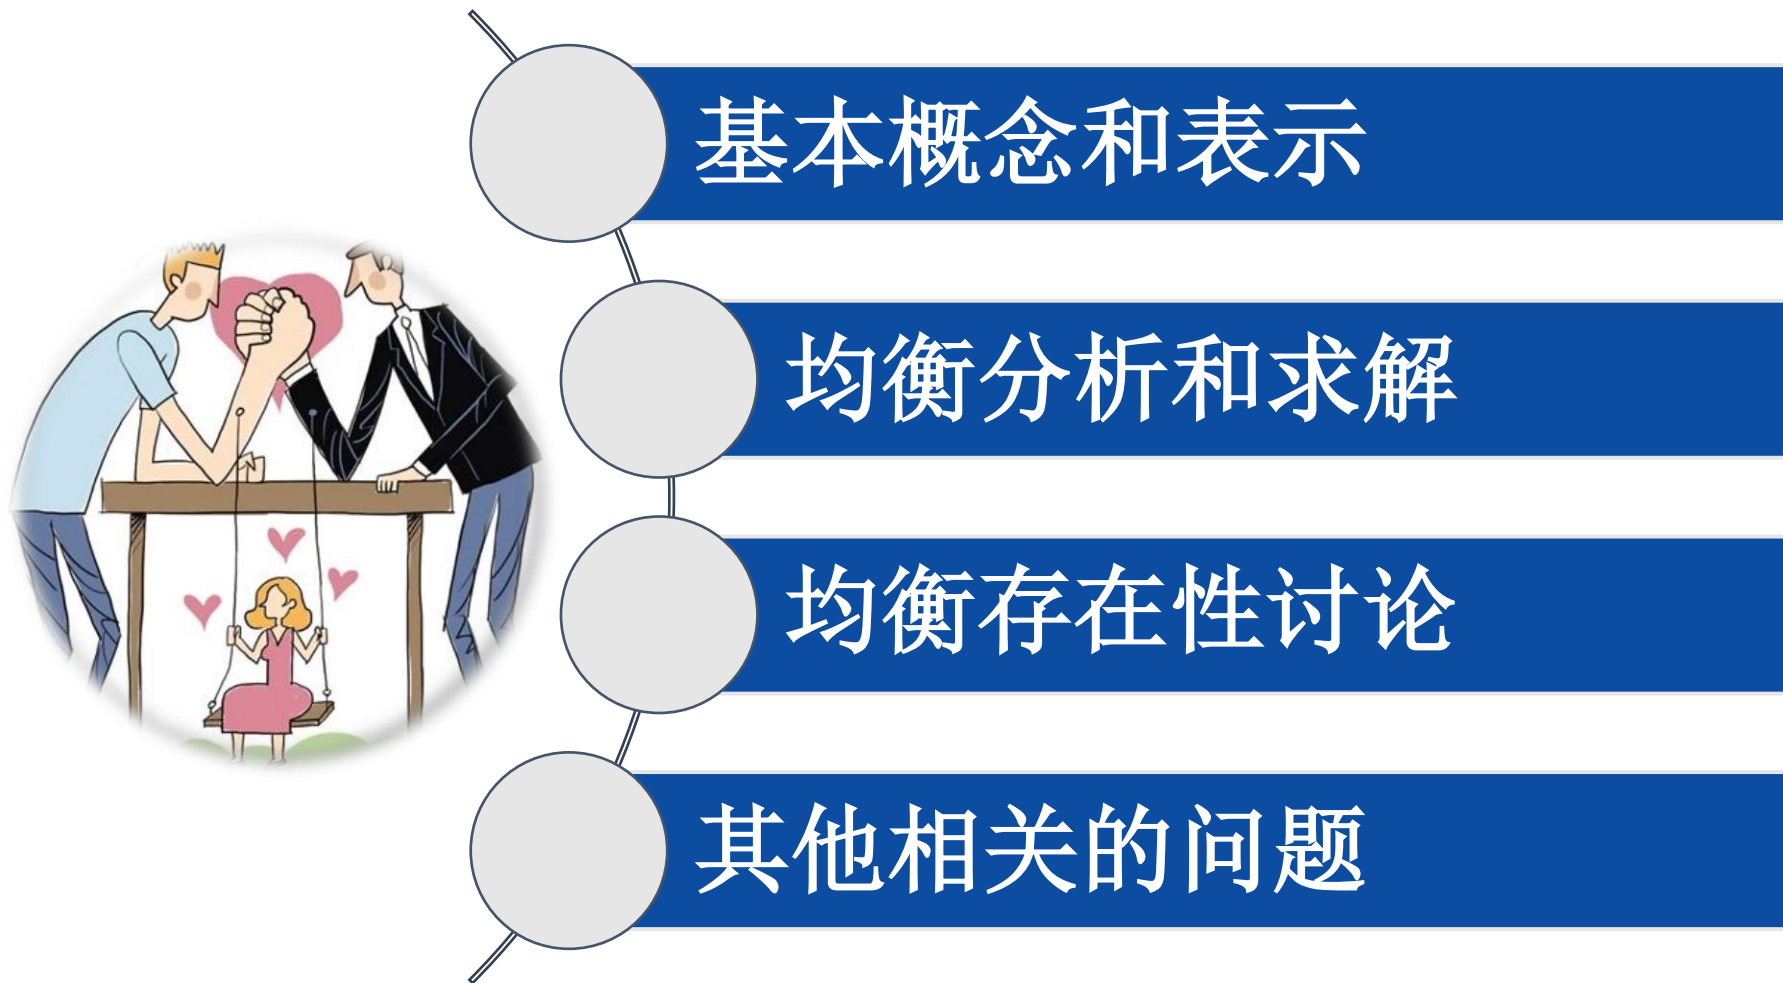 基本概念和表示
均衡分析和求解
均衡存在性讨论
其他相关的问题